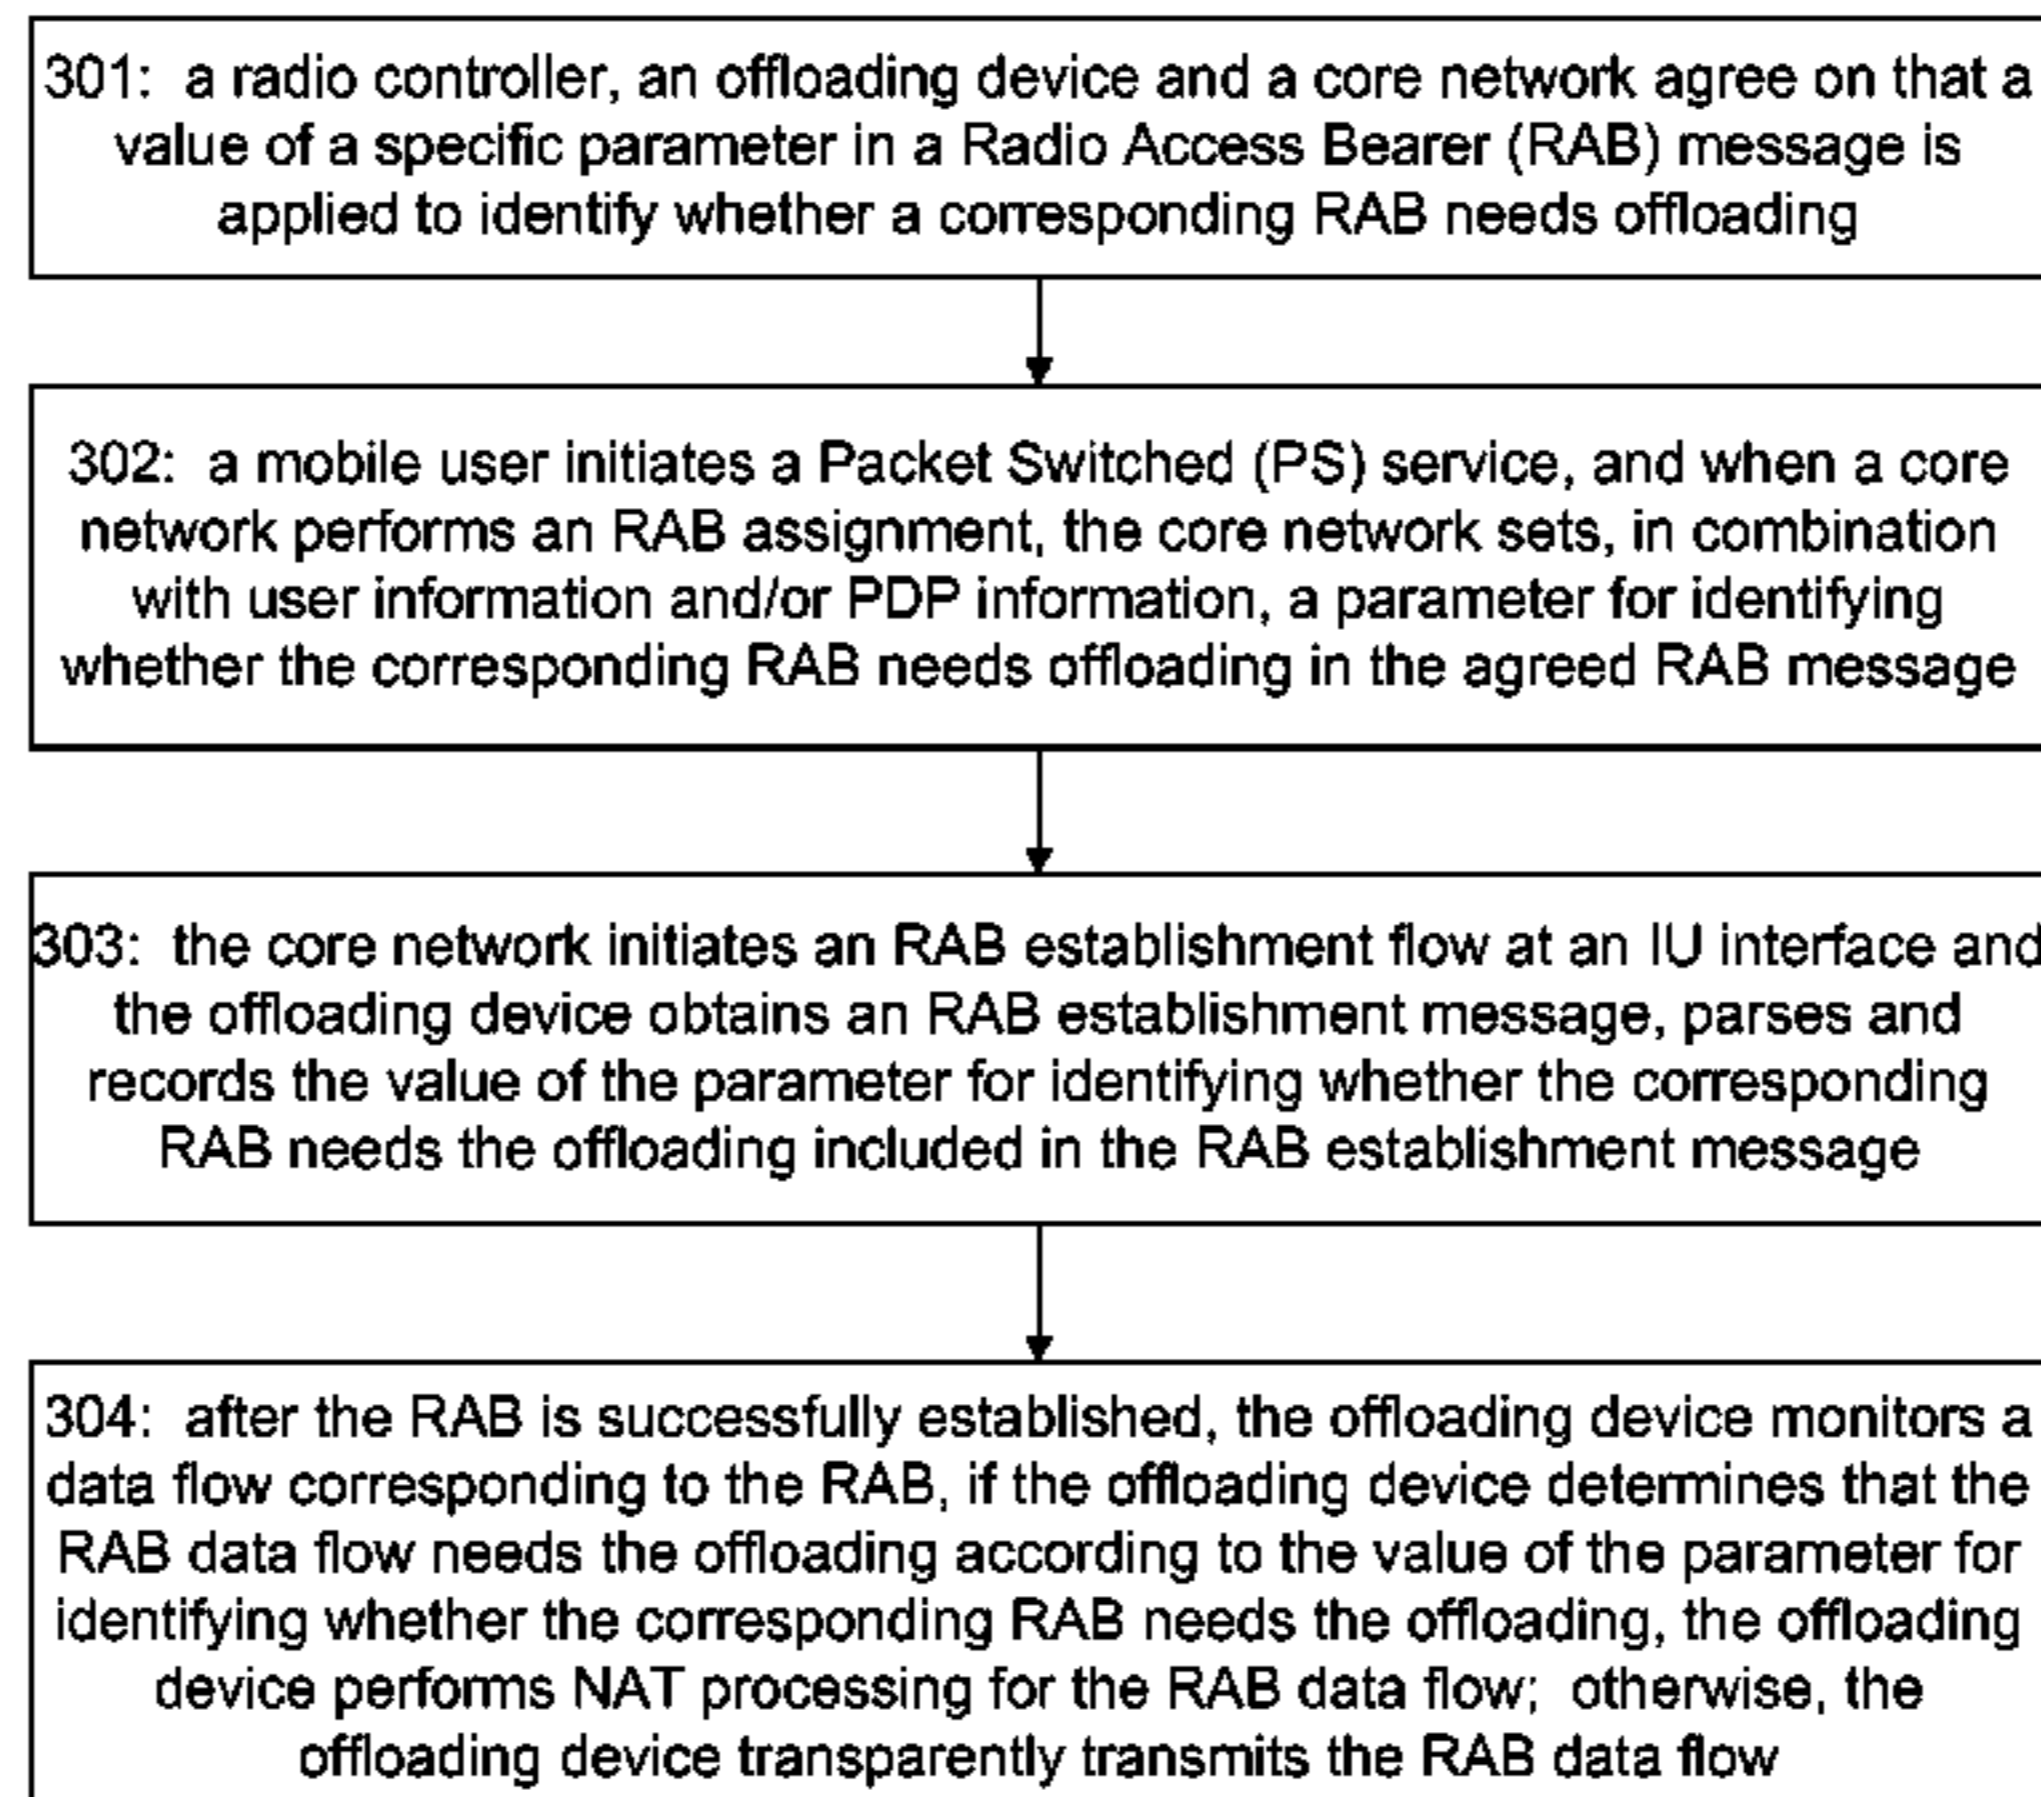 301: a radio controller, an offloading device and a core network agree on that a
value of a specific parameter in a Radio Access Bearer (RAB) message is
applied to identify whether a corresponding RAB needs offloading
302: a mobile user initiates a Packet Switched (PS) service, and when a core
network performs an RAB assignment, the core network sets, in combination
with user information and/or PDP information, a parameter for identifying
whether the corresponding RAB needs offloading in the agreed RAB message
303: the core network initiates an RAB establishment flow at an IU interface and
the offloading device obtains an RAB establishment message, parses and
records the value of the parameter for identifying whether the corresponding
RAB needs the offloading included in the RAB establishment message
304: after the RAB is successfully established, the offloading device monitors a
data flow corresponding to the RAB, if the offloading device determines that the
RAB data flow needs the offloading according to the value of the parameter for
identifying whether the corresponding RAB needs the offloading, the offloading
device performs NAT processing for the RAB data flow; otherwise, the
offloading device transparently transmits the RAB data flow